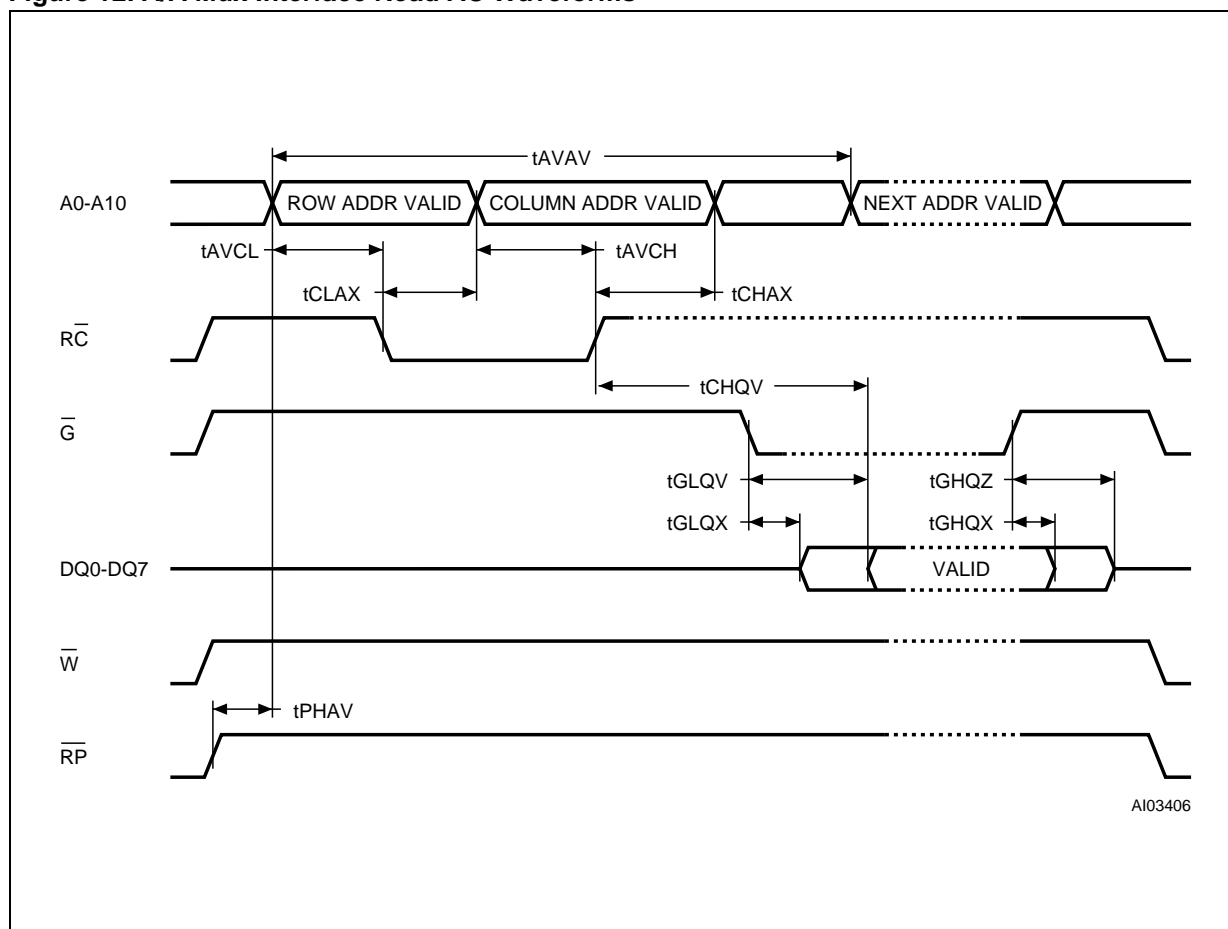 tAVAV
A0-A10
ROW ADDR VALID
COLUMN ADDR VALID
NEXT ADDR VALID
tAVCL
tAVCH
tCLAX
tCHAX
RC̅
tCHQV
G̅
tGLQV
tGHQZ
tGLQX
tGHQX
DQ0-DQ7
VALID
W̅
tPHAV
R̅P̅
AI03406